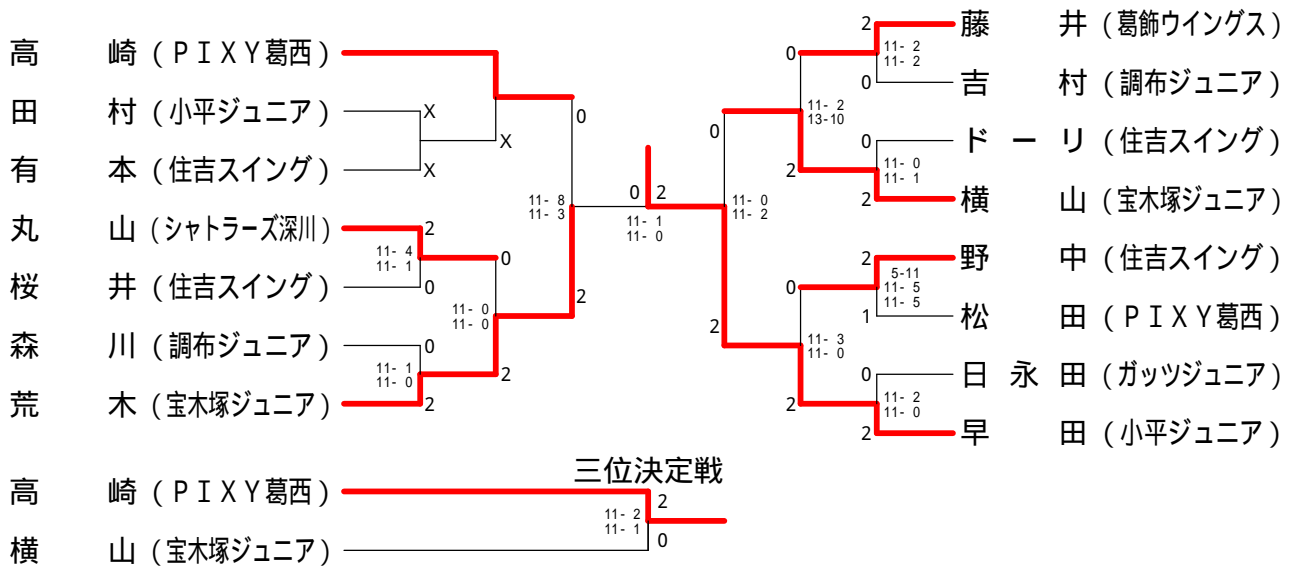 高崎（ＰＩＸＹ葛西）
田村（小平ジュニア）
有本（住吉スイング）
丸山（シャトラーズ深川）
桜井（住吉スイング）
森川（調布ジュニア）
荒木（宝木塚ジュニア）
X
X
X
2
11- 4
11- 1
0
0
11- 1
11- 0
2
0
11- 0
11- 0
2
0
11- 8
11- 3
2
0 2
11- 1
11- 0
0
11- 0
11- 2
2
0
11- 2
13-10
2
0
11- 3
11- 0
2
2
11- 2
11- 2
0
0
11- 0
11- 1
2
2
5-11
11- 5
11- 5
1
0
11- 2
11- 0
2
藤井（葛飾ウイングス）
吉村（調布ジュニア）
ドーリ（住吉スイング）
横山（宝木塚ジュニア）
野中（住吉スイング）
松田（ＰＩＸＹ葛西）
日永田（ガッツジュニア）
早田（小平ジュニア）
三位決定戦
高崎（ＰＩＸＹ葛西）
横山（宝木塚ジュニア）
2
11- 2
11- 1
0